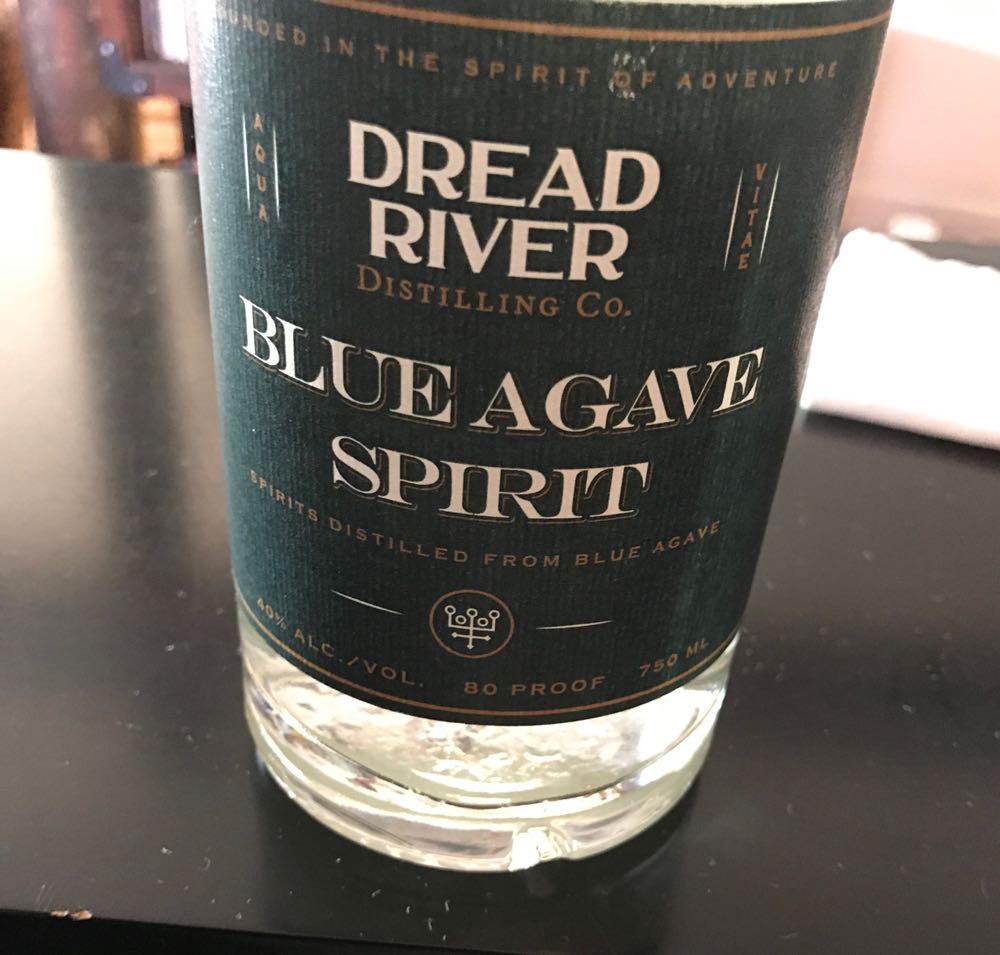 IN THE SPIRIT OF ADVENTURE
AQUA
VITAE
DREAD
RIVER
DISTILLING CO.
BLUE AGAVE
SPIRIT
SPIRITS DISTILLED FROM BLUE AGAVE
40% ALC./VOL. 80 PROOF 750 ML